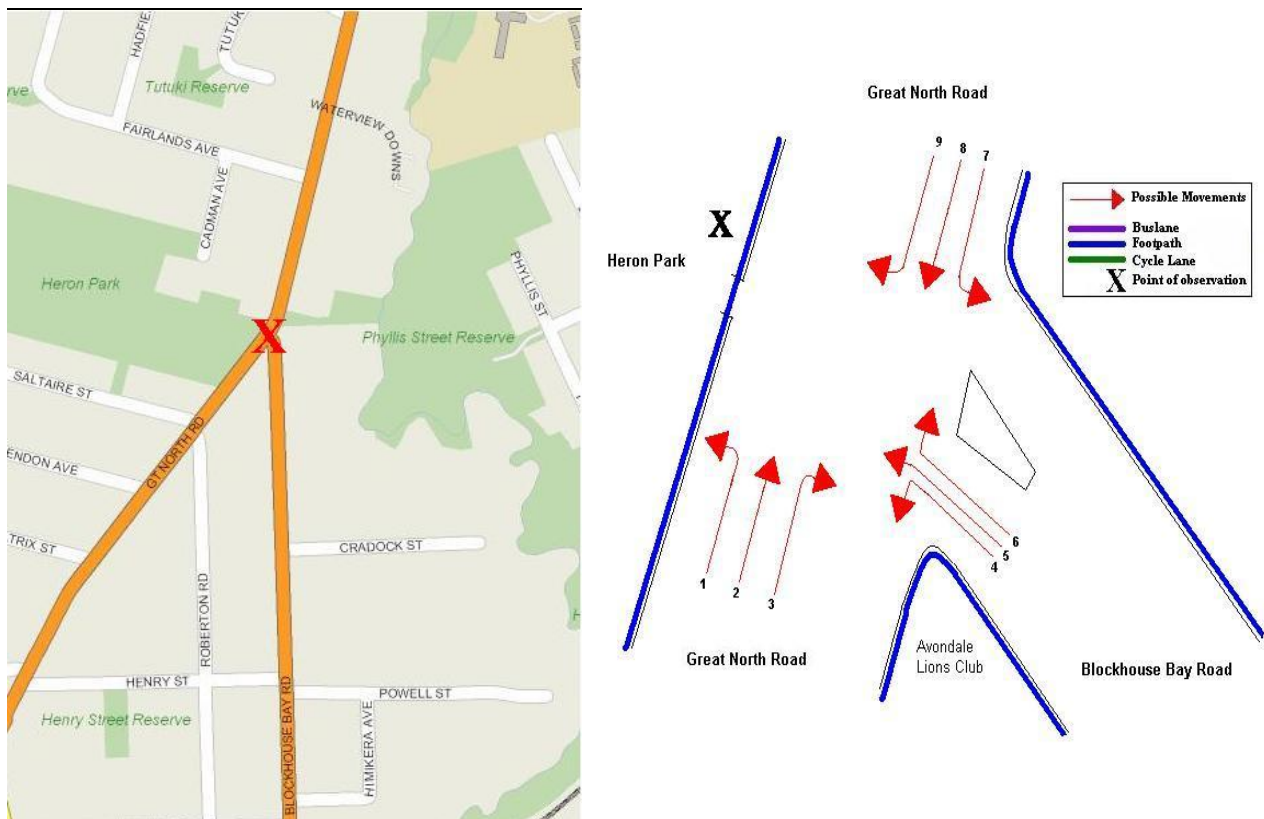 HADFIE
TUTUK
Tutuki Reserve
rve
WATERVIEW DOWNS
FAIRLANDS AVE
CADMAN AVE
Heron Park
PHYLLIS ST
Phyllis Street Reserve
X
SALTAIRE ST
GT NORTH RD
ENDON AVE
TRIX ST
CRADOCK ST
ROBERTON RD
HENRY ST
POWELL ST
Henry Street Reserve
BLOCKHOUSE BAY RD
HIMIKERA AVE
H
Great North Road
9 8 7
X
Heron Park
Possible Movements
Buslane
Footpath
Cycle Lane
X Point of observation
6
5
4
1
2
3
Great North Road
Avondale
Lions Club
Blockhouse Bay Road